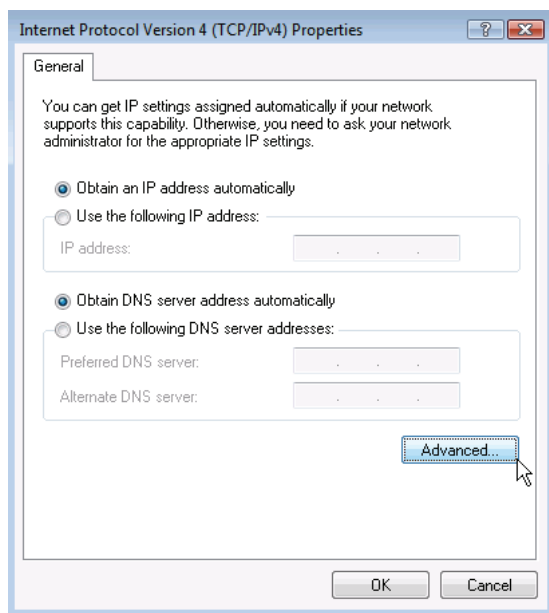 Internet Protocol Version 4 (TCP/IPv4) Properties
General
You can get IP settings assigned automatically if your network
supports this capability. Otherwise, you need to ask your network
administrator for the appropriate IP settings.
Obtain an IP address automatically
Use the following IP address:
IP address:
Obtain DNS server address automatically
Use the following DNS server addresses:
Preferred DNS server:
Alternate DNS server:
Advanced...
OK Cancel